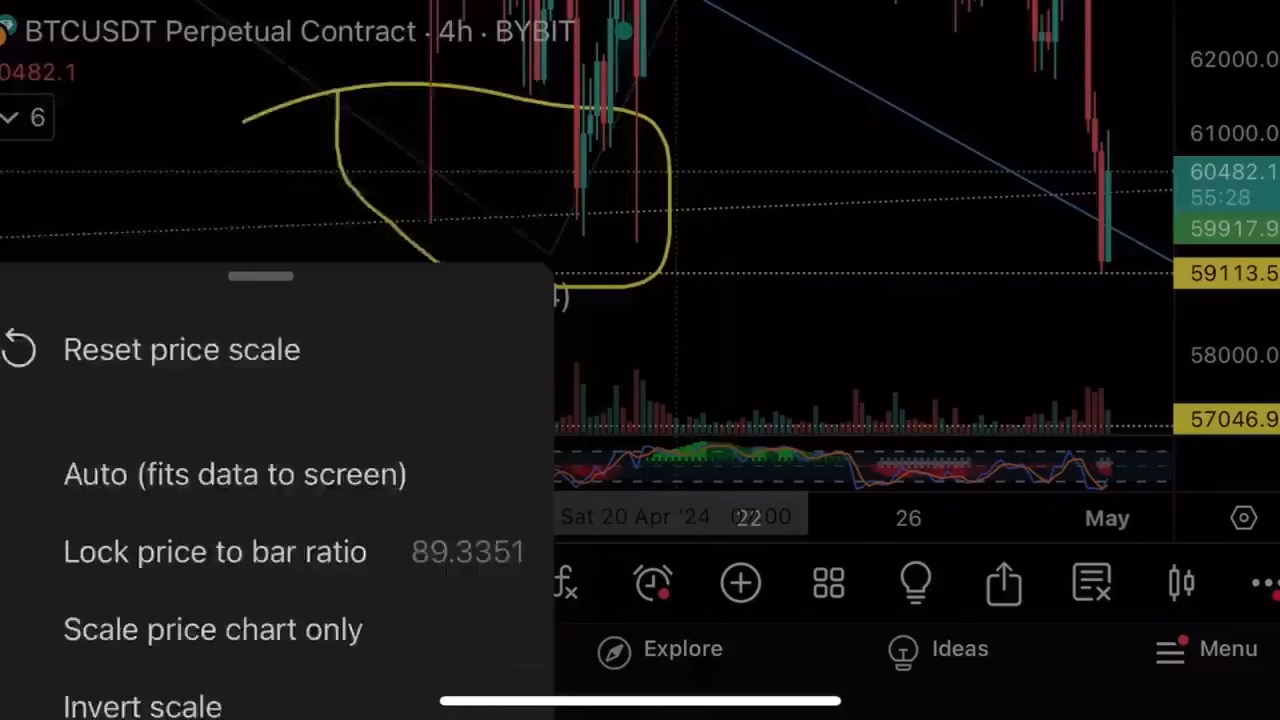 BTCUSDT Perpetual Contract · 4h · BYBIT
0482.1
6
62000.0
61000.0
60482.1
55:28
59917.9
59113.5
4)
58000.0
57046.9
Reset price scale
Auto (fits data to screen)
Lock price to bar ratio 89.3351
Scale price chart only
Invert scale
Sat 20 Apr '24
22
26
May
Explore
Ideas
Menu